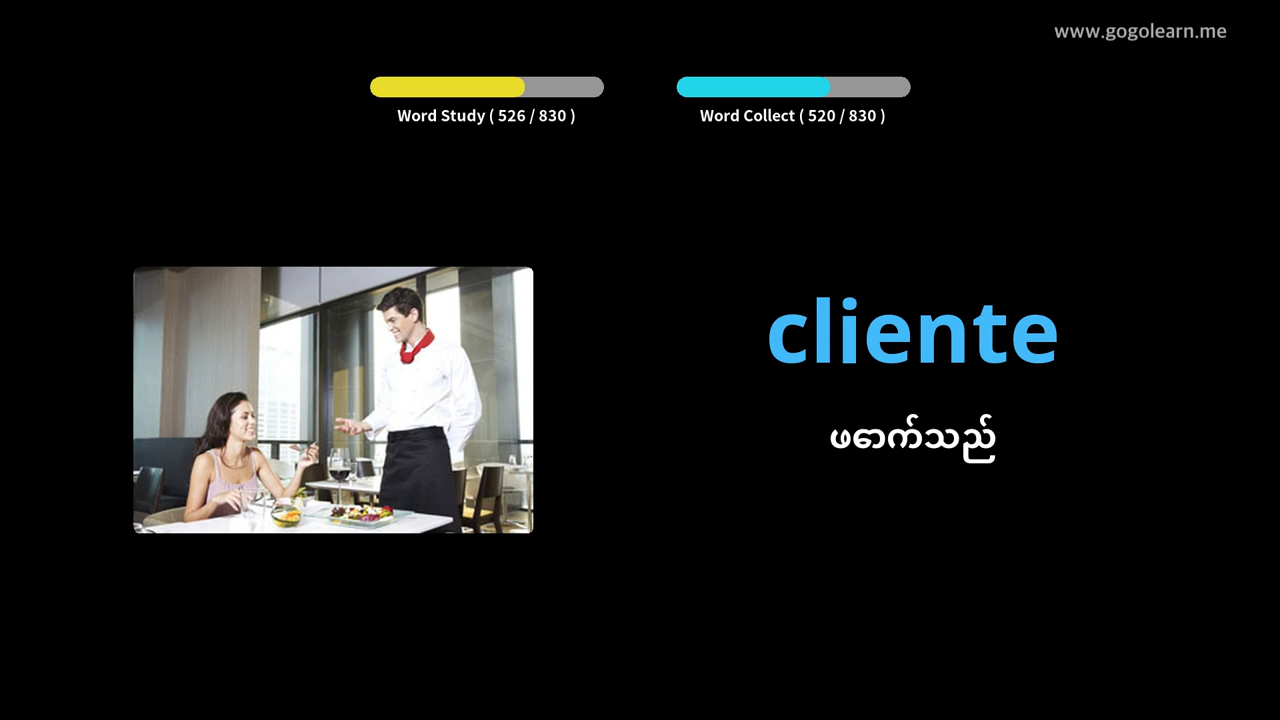 www.gogolearn.me
Word Study ( 526 / 830 )
Word Collect ( 520 / 830 )
cliente
ဖောက်သည်